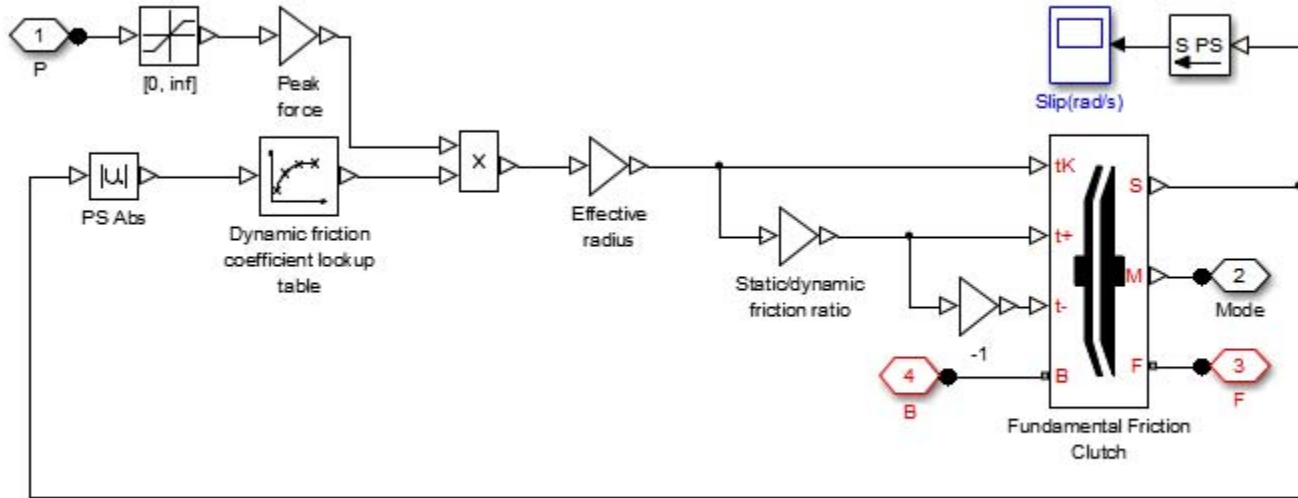 1
P
[0, inf]
Peak
force
S PS
Slip(rad/s)
|u|
PS Abs
Dynamic friction
coefficient lookup
table
X
Effective
radius
Static/dynamic
friction ratio
-1
tK
t+
t-
B
S
M
F
2
Mode
4
B
3
F
Fundamental Friction
Clutch